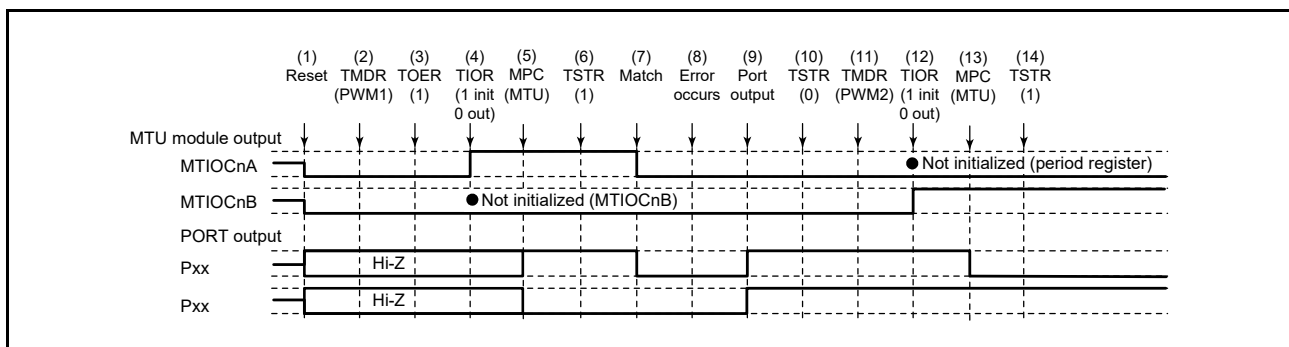 (1) (2) (3) (4) (5) (6) (7) (8) (9) (10) (11) (12) (13) (14)
Reset TMDR TOER TIOR MPC TSTR Match Error Port TSTR TMDR TIOR MPC TSTR
(PWM1) (1) (1 init (MTU) (1) occurs output (0) (PWM2) (1 init (MTU) (1)
0 out) 0 out)
MTU module output
MTIOCnA Not initialized (period register)
MTIOCnB Not initialized (MTIOCnB)
PORT output
Pxx Hi-Z
Pxx Hi-Z